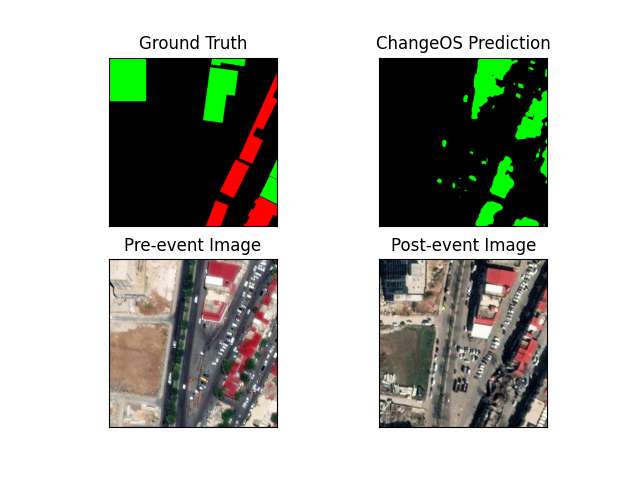 Ground Truth
ChangeOS Prediction
Pre-event Image
Post-event Image